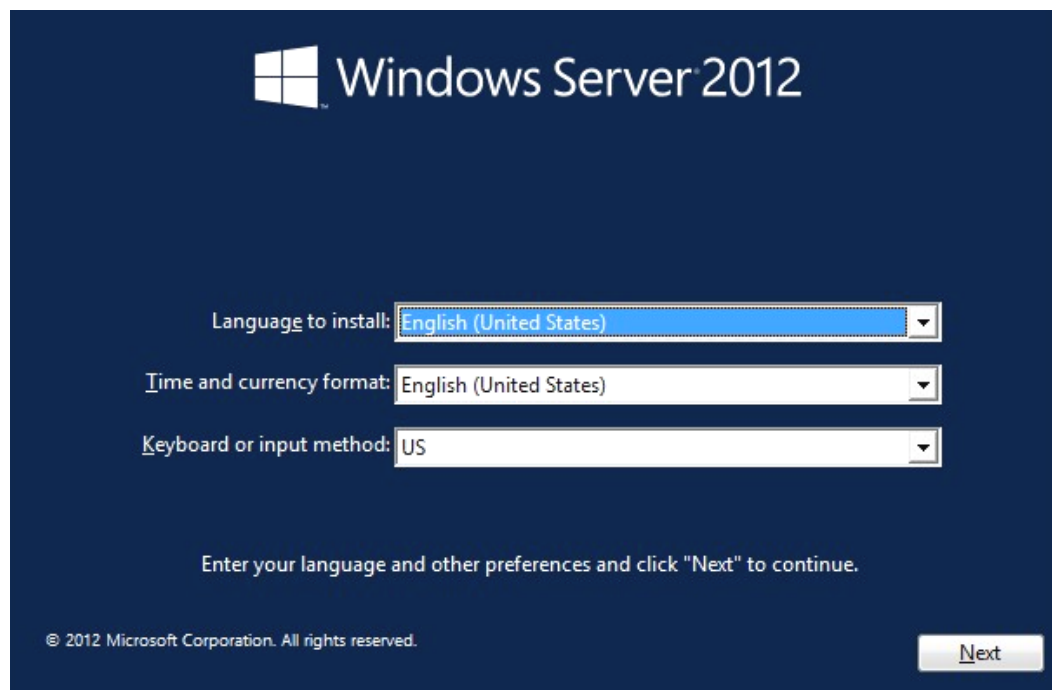 Windows Server 2012
Language to install: English (United States)
Time and currency format: English (United States)
Keyboard or input method: US
Enter your language and other preferences and click "Next" to continue.
© 2012 Microsoft Corporation. All rights reserved.
Next